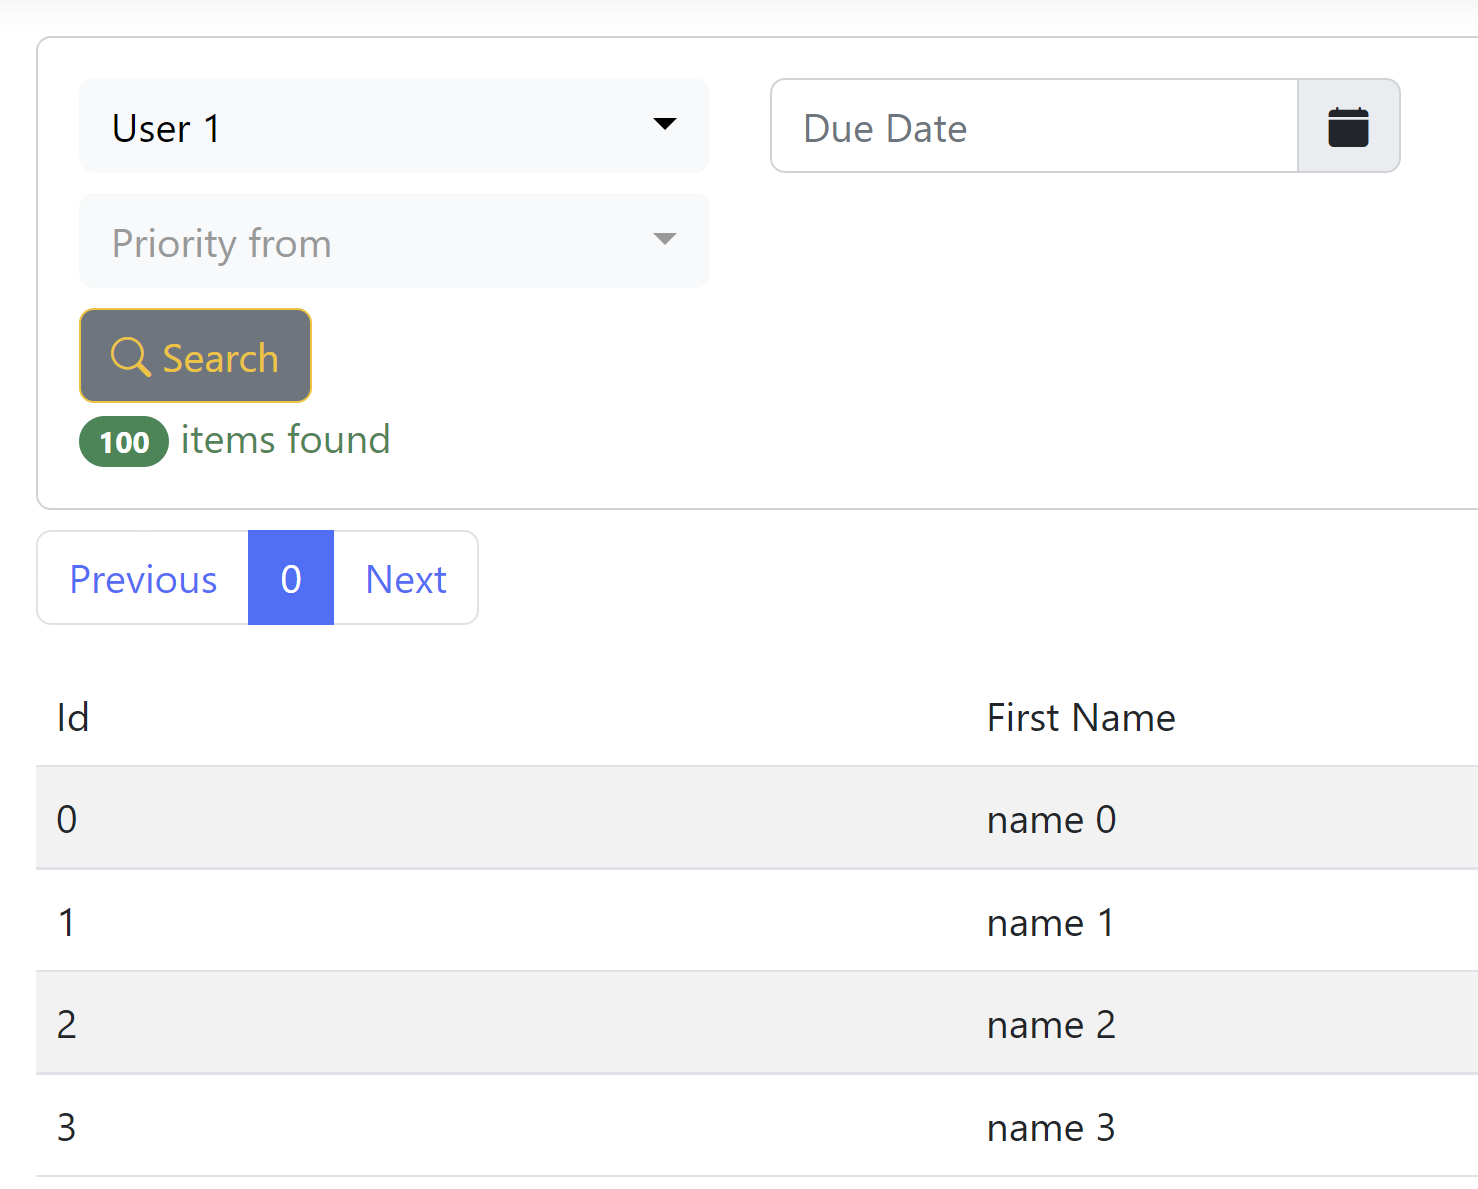 User 1 Due Date
Priority from
Search
100 items found
Previous 0 Next
Id First Name
0 name 0
1 name 1
2 name 2
3 name 3